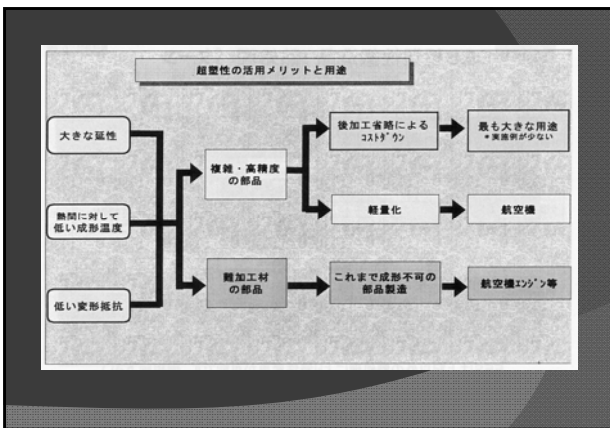 超塑性の活用メリットと用途
大きな延性
熱間に対して
低い成形温度
低い変形抵抗
複雑・高精度
の部品
難加工材
の部品
後加工省略による
ｺｽﾄﾀﾞｳﾝ
軽量化
これまで成形不可の
部品製造
最も大きな用途
*実施例が少ない
航空機
航空機ｴﾝｼﾞﾝ等